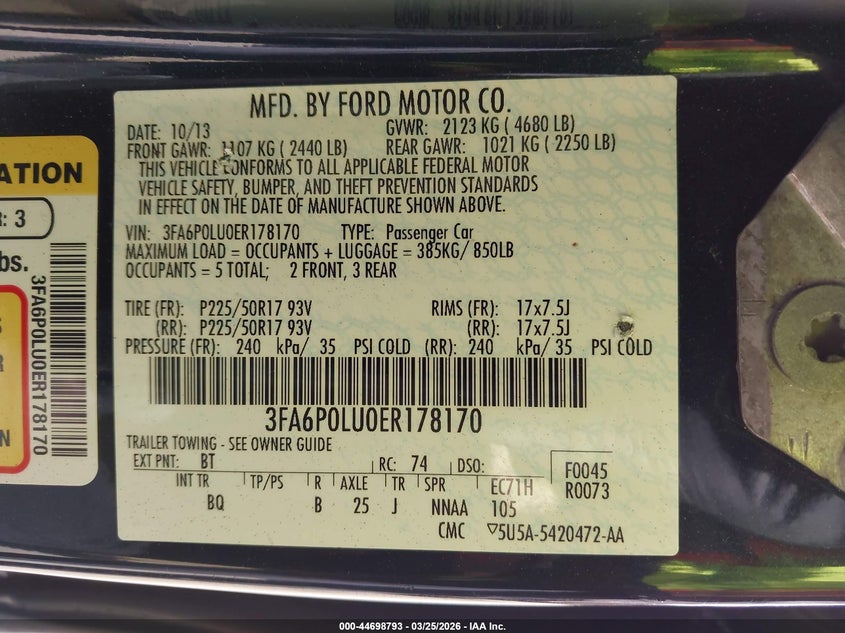 MFD. BY FORD MOTOR CO.
DATE: 10/13 GVWR: 2123 KG ( 4680 LB)
FRONT GAWR: 1107 KG ( 2440 LB) REAR GAWR: 1021 KG ( 2250 LB)
THIS VEHICLE CONFORMS TO ALL APPLICABLE FEDERAL MOTOR
VEHICLE SAFETY, BUMPER, AND THEFT PREVENTION STANDARDS
IN EFFECT ON THE DATE OF MANUFACTURE SHOWN ABOVE.
VIN: 3FA6P0LU0ER178170 TYPE: Passenger Car
MAXIMUM LOAD = OCCUPANTS + LUGGAGE = 385KG/ 850LB
OCCUPANTS = 5 TOTAL; 2 FRONT, 3 REAR
TIRE (FR): P225/50R17 93V RIMS (FR): 17x7.5J
(RR): P225/50R17 93V (RR): 17x7.5J
PRESSURE (FR): 240 kPa/ 35 PSI COLD (RR): 240 kPa/ 35 PSI COLD
3FA6P0LU0ER178170
TRAILER TOWING - SEE OWNER GUIDE
EXT PNT: BT RC: 74 DSO: F0045
INT TR TP/PS R AXLE TR SPR EC71H R0073
BQ B 25 J NNAA 105
CMC ▽5U5A-5420472-AA
ATION
R: 3
bs.
S
R
N
3FA6P0LU0ER178170
000-44698793 - 03/25/2026 - IAA Inc.